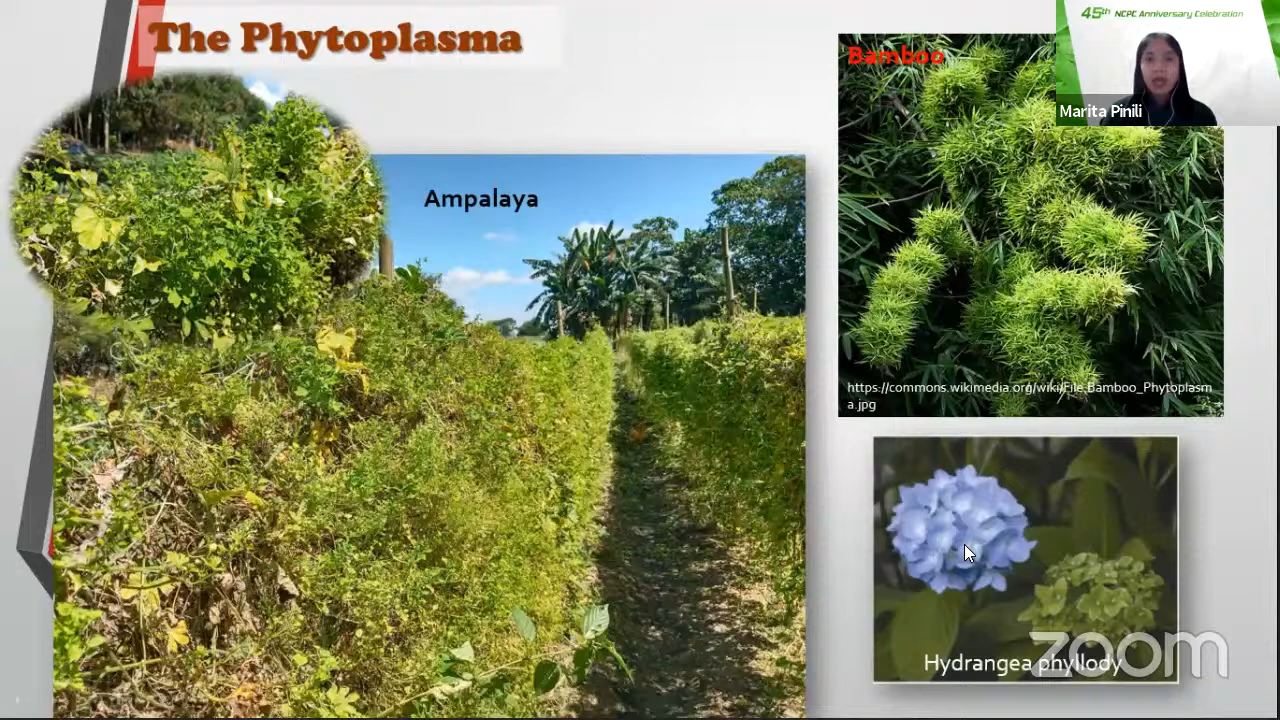 The Phytoplasma
45th NCPC Anniversary Celebration
Marita Pinili
Bamboo
Ampalaya
https://commons.wikimedia.org/wiki/File:Bamboo_Phytoplasm
a.jpg
Hydrangea phyllody
zoom